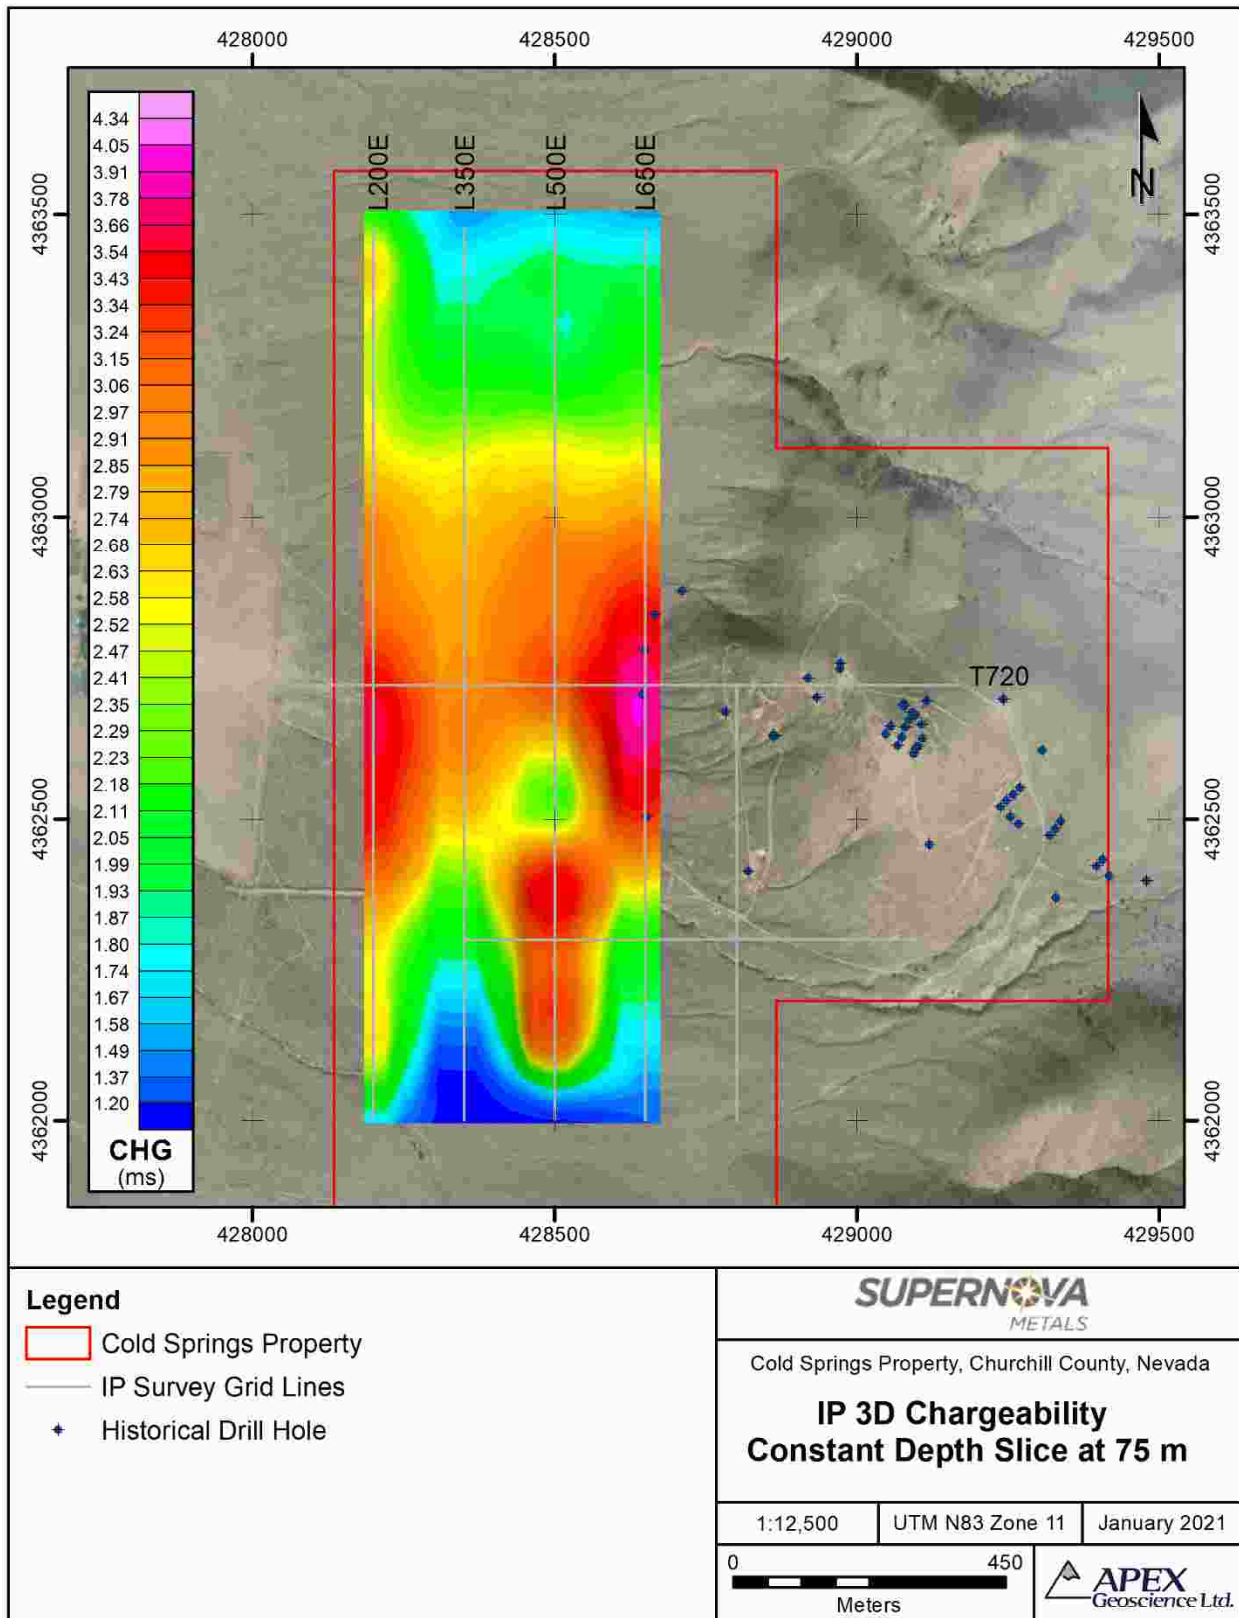 428000 428500 429000 429500
4.34
4.05
3.91
3.78
3.66
3.54
3.43
3.34
3.24
3.15
3.06
2.97
2.91
2.85
2.79
2.74
2.68
2.63
2.58
2.52
2.47
2.41
2.35
2.29
2.23
2.18
2.11
2.05
1.99
1.93
1.87
1.80
1.74
1.67
1.58
1.49
1.37
1.20
CHG
(ms)
L200E
L350E
L500E
L650E
N
T720
4363500
4363000
4362500
4362000
4363500
4363000
4362500
4362000
428000 428500 429000 429500
Legend
Cold Springs Property
IP Survey Grid Lines
Historical Drill Hole
SUPERNOVA
METALS
Cold Springs Property, Churchill County, Nevada
IP 3D Chargeability
Constant Depth Slice at 75 m
1:12,500 UTM N83 Zone 11 January 2021
0 450
Meters
APEX
Geoscience Ltd.